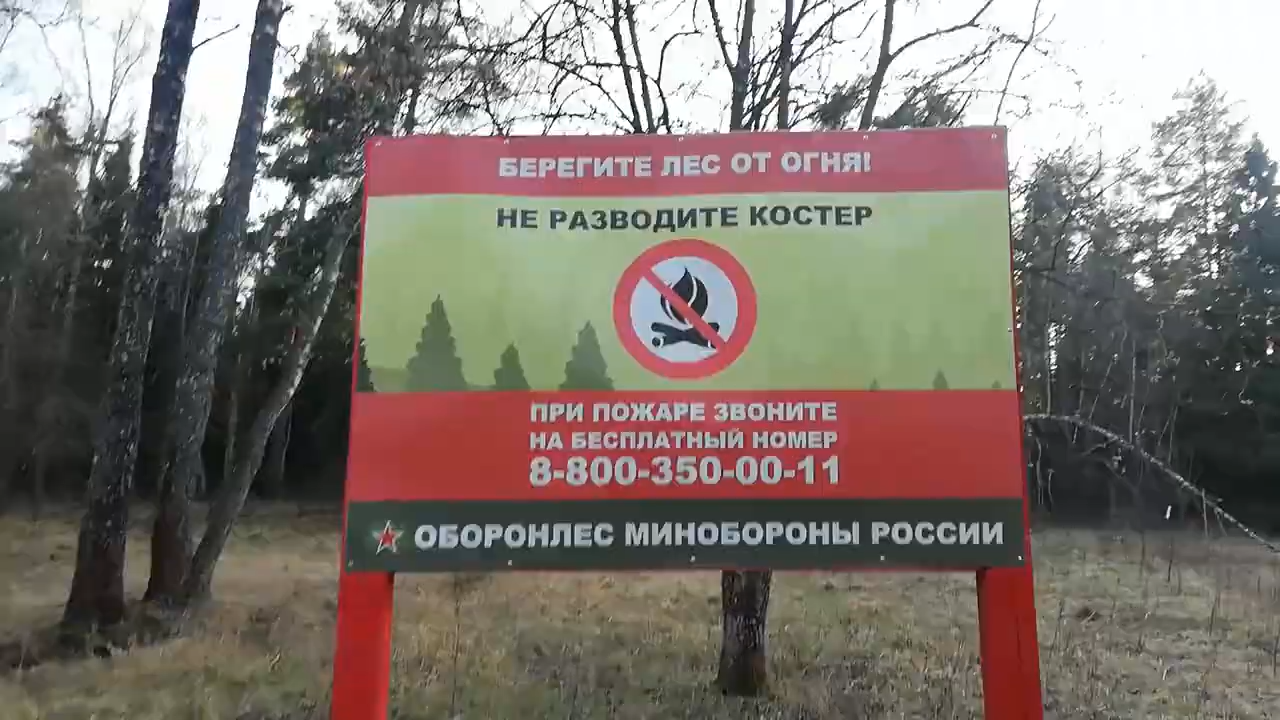 БЕРЕГИТЕ ЛЕС ОТ ОГНЯ!
НЕ РАЗВОДИТЕ КОСТЕР
ПРИ ПОЖАРЕ ЗВОНИТЕ
НА БЕСПЛАТНЫЙ НОМЕР
8-800-350-00-11
ОБОРОНЛЕС МИНОБОРОНЫ РОССИИ